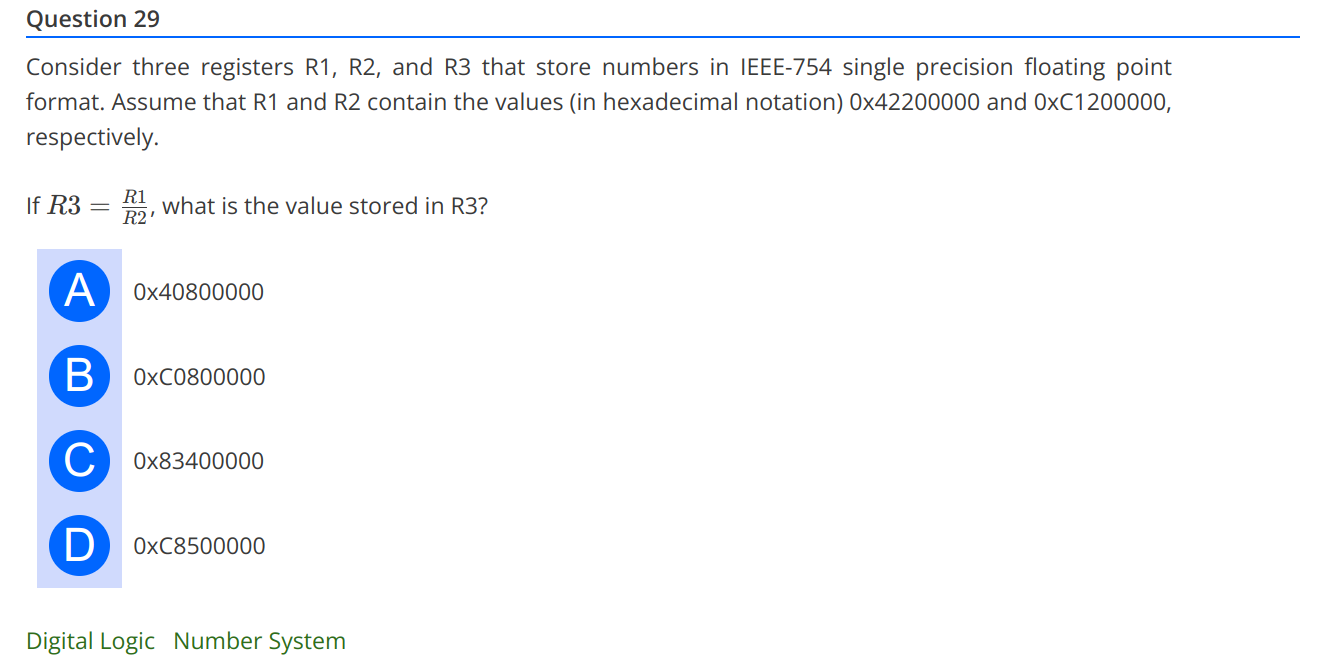 Question 29
Consider three registers R1, R2, and R3 that store numbers in IEEE-754 single precision floating point
format. Assume that R1 and R2 contain the values (in hexadecimal notation) 0x42200000 and 0xC1200000,
respectively.
If R3 = R1/R2, what is the value stored in R3?
A 0x40800000
B 0xC0800000
C 0x83400000
D 0xC8500000
Digital Logic Number System